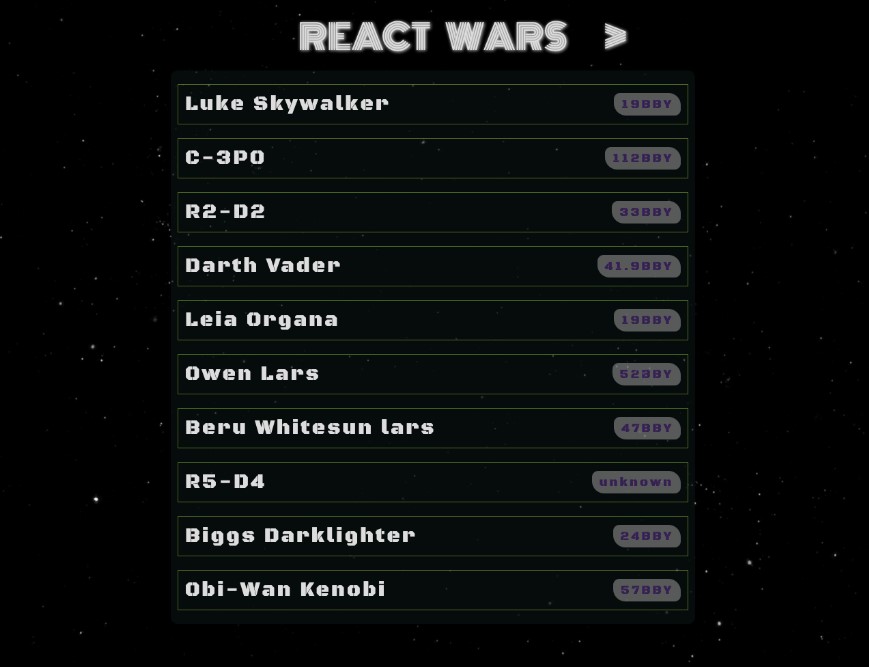 REACT WARS >
Luke Skywalker 19BBY
C-3PO 112BBY
R2-D2 33BBY
Darth Vader 41.9BBY
Leia Organa 19BBY
Owen Lars 52BBY
Beru Whitesun lars 47BBY
R5-D4 unknown
Biggs Darklighter 24BBY
Obi-Wan Kenobi 57BBY